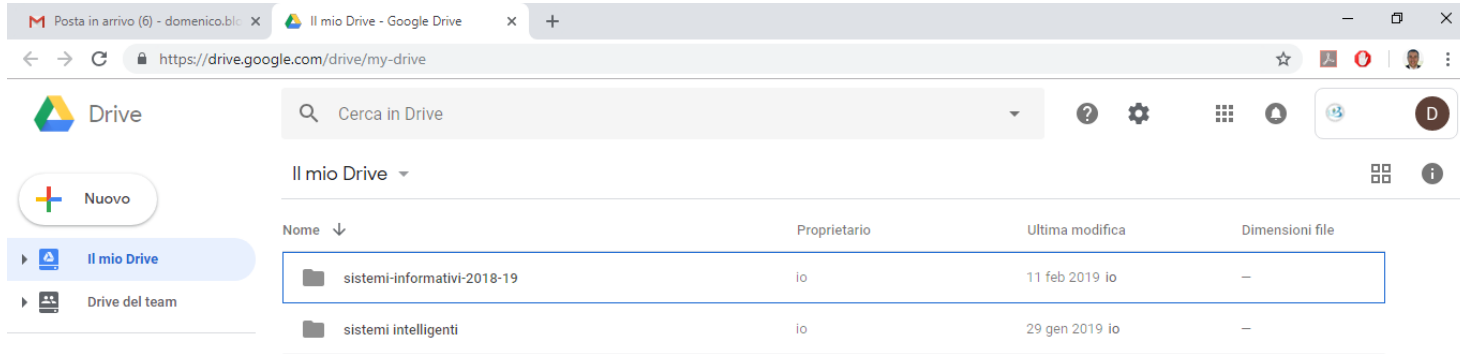 Posta in arrivo (6) - domenico.blo
Il mio Drive - Google Drive
https://drive.google.com/drive/my-drive
Drive
Cerca in Drive
D
Il mio Drive
Nuovo
Nome Proprietario Ultima modifica Dimensioni file
Il mio Drive
sistemi-informativi-2018-19 io 11 feb 2019 io —
Drive del team
sistemi intelligenti io 29 gen 2019 io —